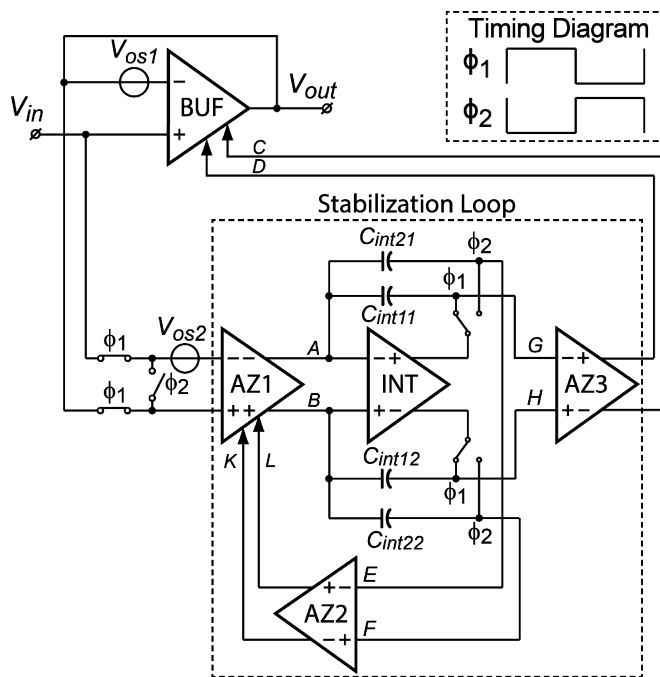 Timing Diagram
ϕ1
ϕ2
Vos1
Vin
BUF
−
+
Vout
C
D
Stabilization Loop
Cint21
ϕ2
ϕ1
Cint11
ϕ1
Vos2
ϕ2
ϕ1
− −
AZ1
+ +
A
B
− +
INT
+ −
G
H
− +
AZ3
+ −
K
L
Cint12
ϕ1
ϕ2
Cint22
E
F
+ −
AZ2
− +